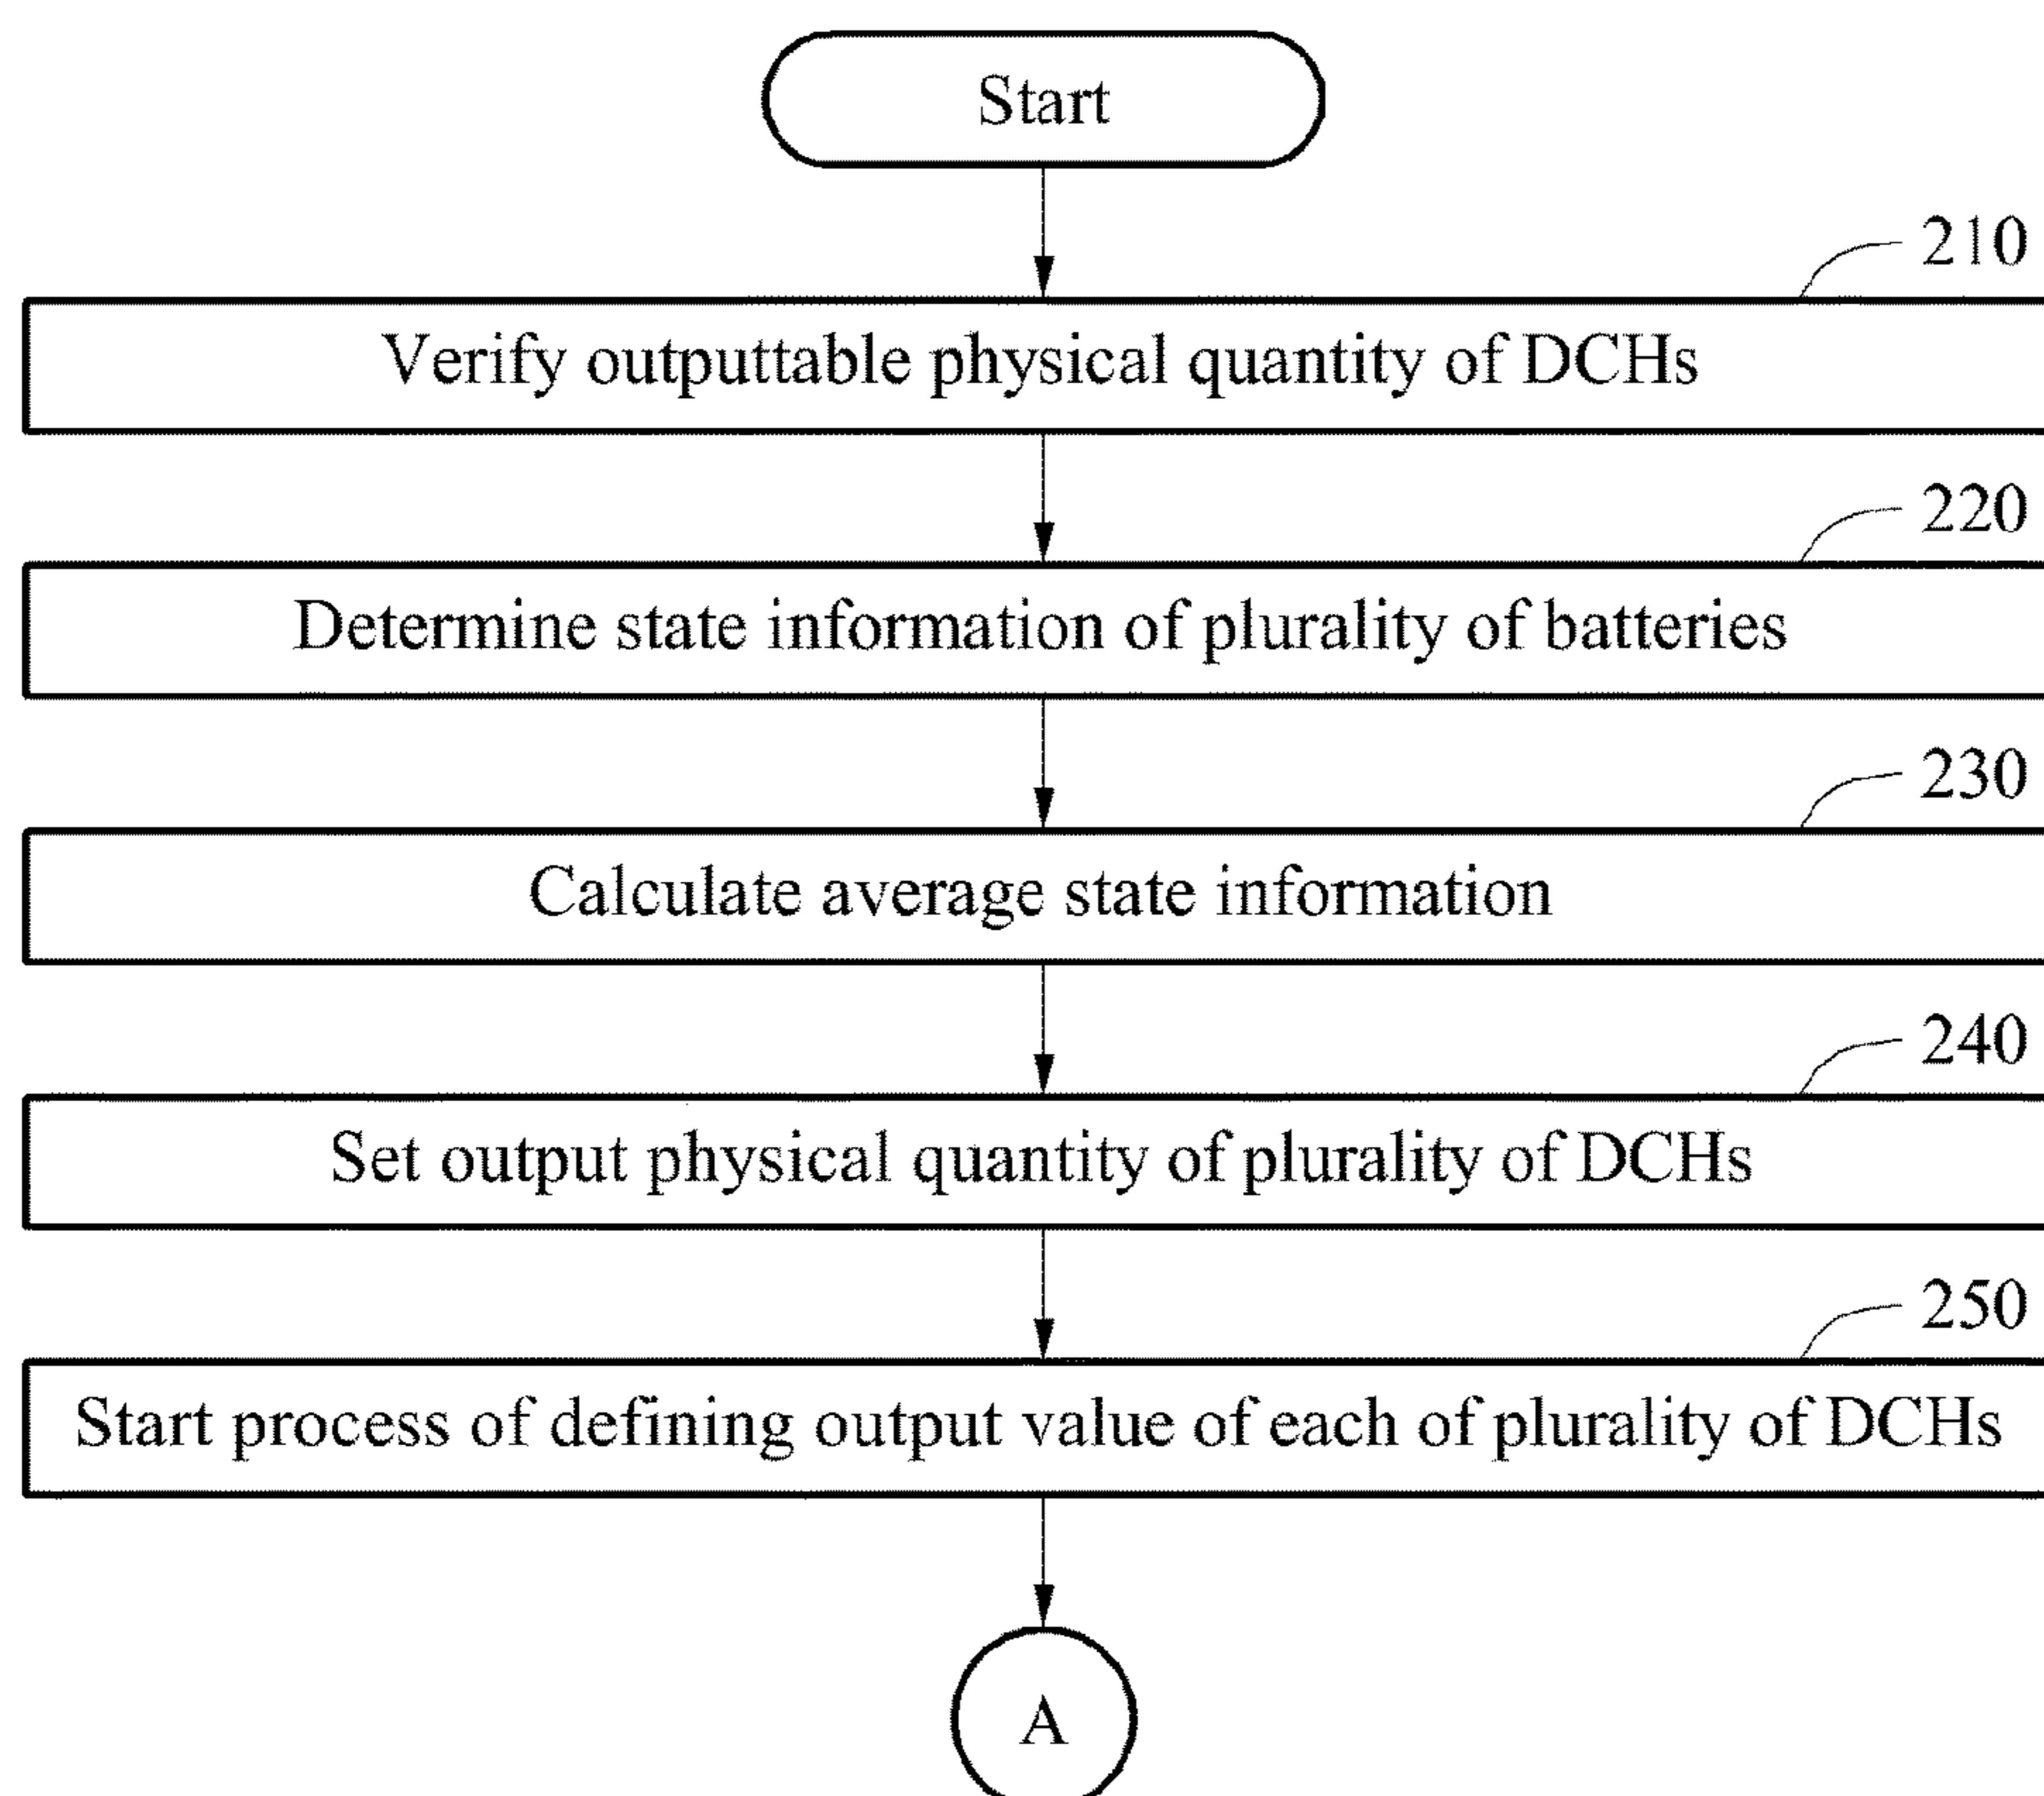 Start
210
Verify outputtable physical quantity of DCHs
220
Determine state information of plurality of batteries
230
Calculate average state information
240
Set output physical quantity of plurality of DCHs
250
Start process of defining output value of each of plurality of DCHs
A